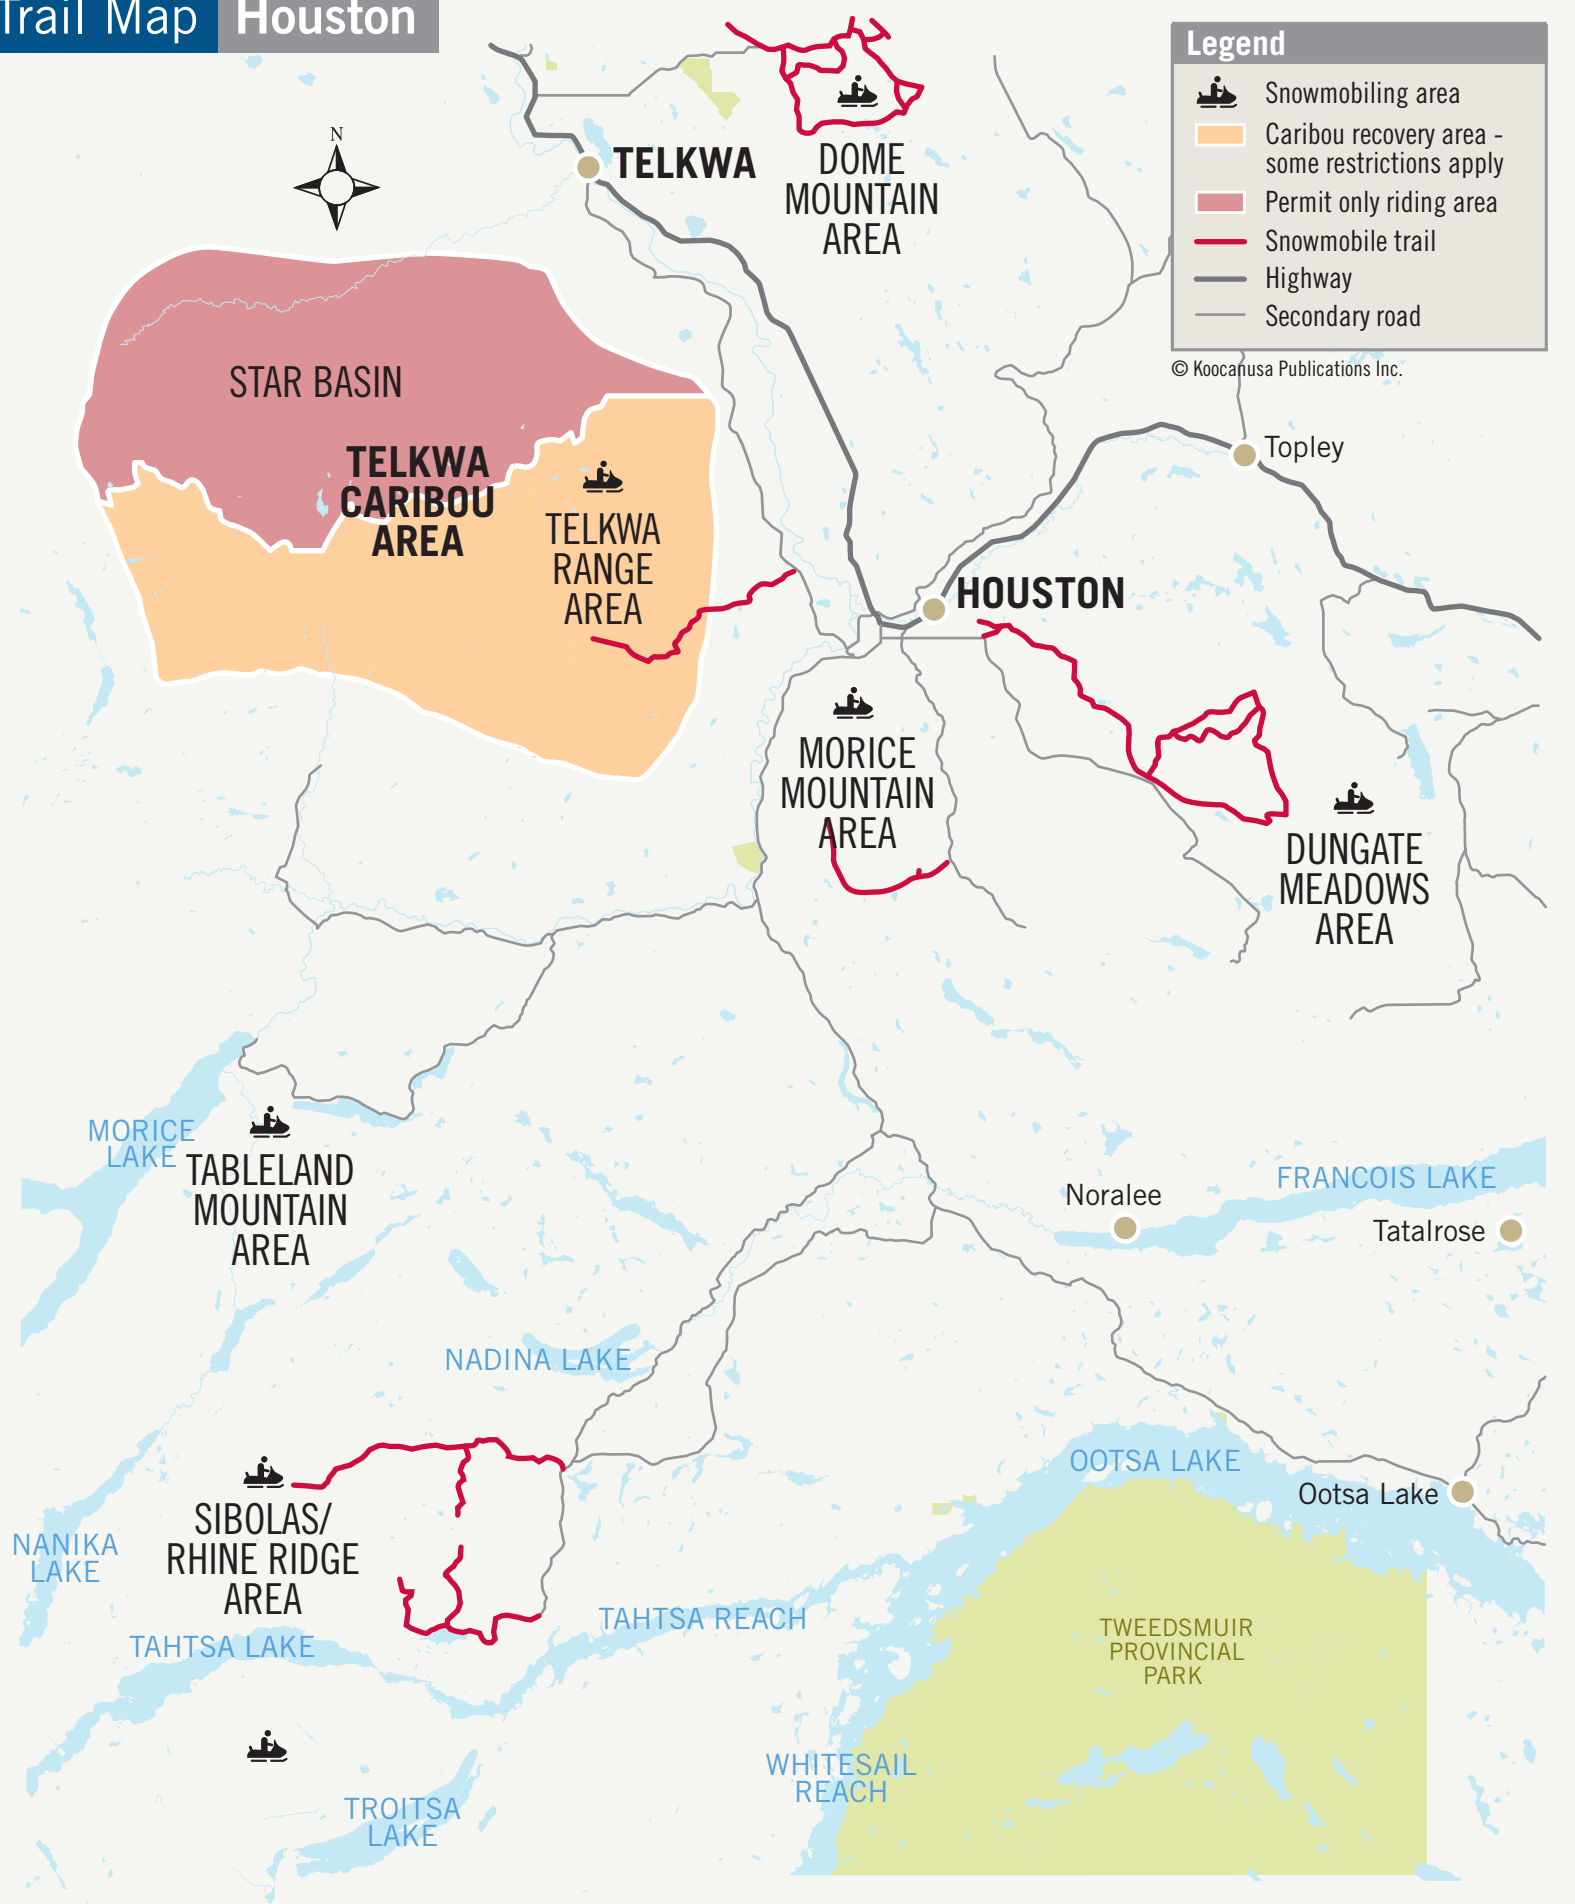 Trail Map Houston
Legend
Snowmobiling area
Caribou recovery area -
some restrictions apply
Permit only riding area
Snowmobile trail
Highway
Secondary road
© Koocanusa Publications Inc.
N
TELKWA
DOME
MOUNTAIN
AREA
STAR BASIN
TELKWA
CARIBOU
AREA
TELKWA
RANGE
AREA
Topley
HOUSTON
MORICE
MOUNTAIN
AREA
DUNGATE
MEADOWS
AREA
MORICE
LAKE
TABLELAND
MOUNTAIN
AREA
Noralee
FRANCOIS LAKE
Tatalrose
NADINA LAKE
OOTSA LAKE
Ootsa Lake
SIBOLAS/
RHINE RIDGE
AREA
NANIKA
LAKE
TAHTSA LAKE
TAHTSA REACH
TWEEDSMUIR
PROVINCIAL
PARK
WHITESAIL
REACH
TROITSA
LAKE